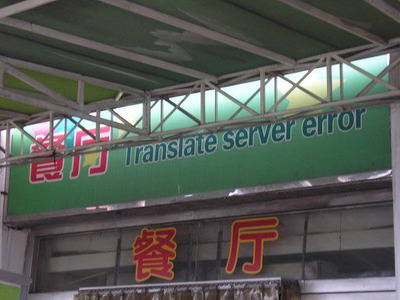 餐厅 Translate server error
餐厅